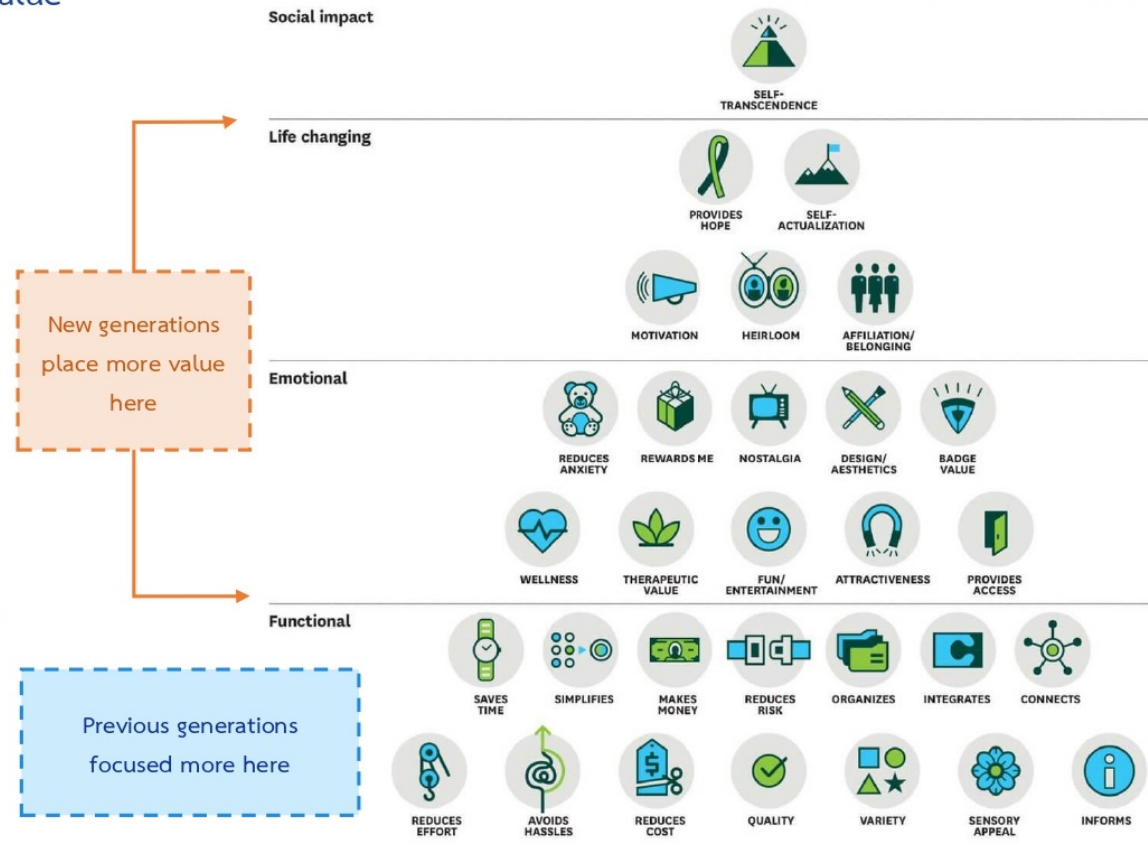 Social impact
SELF-
TRANSCENDENCE
Life changing
PROVIDES
HOPE
SELF-
ACTUALIZATION
MOTIVATION
HEIRLOOM
AFFILIATION/
BELONGING
New generations
place more value
here
Emotional
REDUCES
ANXIETY
REWARDS ME
NOSTALGIA
DESIGN/
AESTHETICS
BADGE
VALUE
WELLNESS
THERAPEUTIC
VALUE
FUN/
ENTERTAINMENT
ATTRACTIVENESS
PROVIDES
ACCESS
Functional
SAVES
TIME
SIMPLIFIES
MAKES
MONEY
REDUCES
RISK
ORGANIZES
INTEGRATES
CONNECTS
Previous generations
focused more here
$
REDUCES
EFFORT
AVOIDS
HASSLES
REDUCES
COST
QUALITY
VARIETY
SENSORY
APPEAL
INFORMS